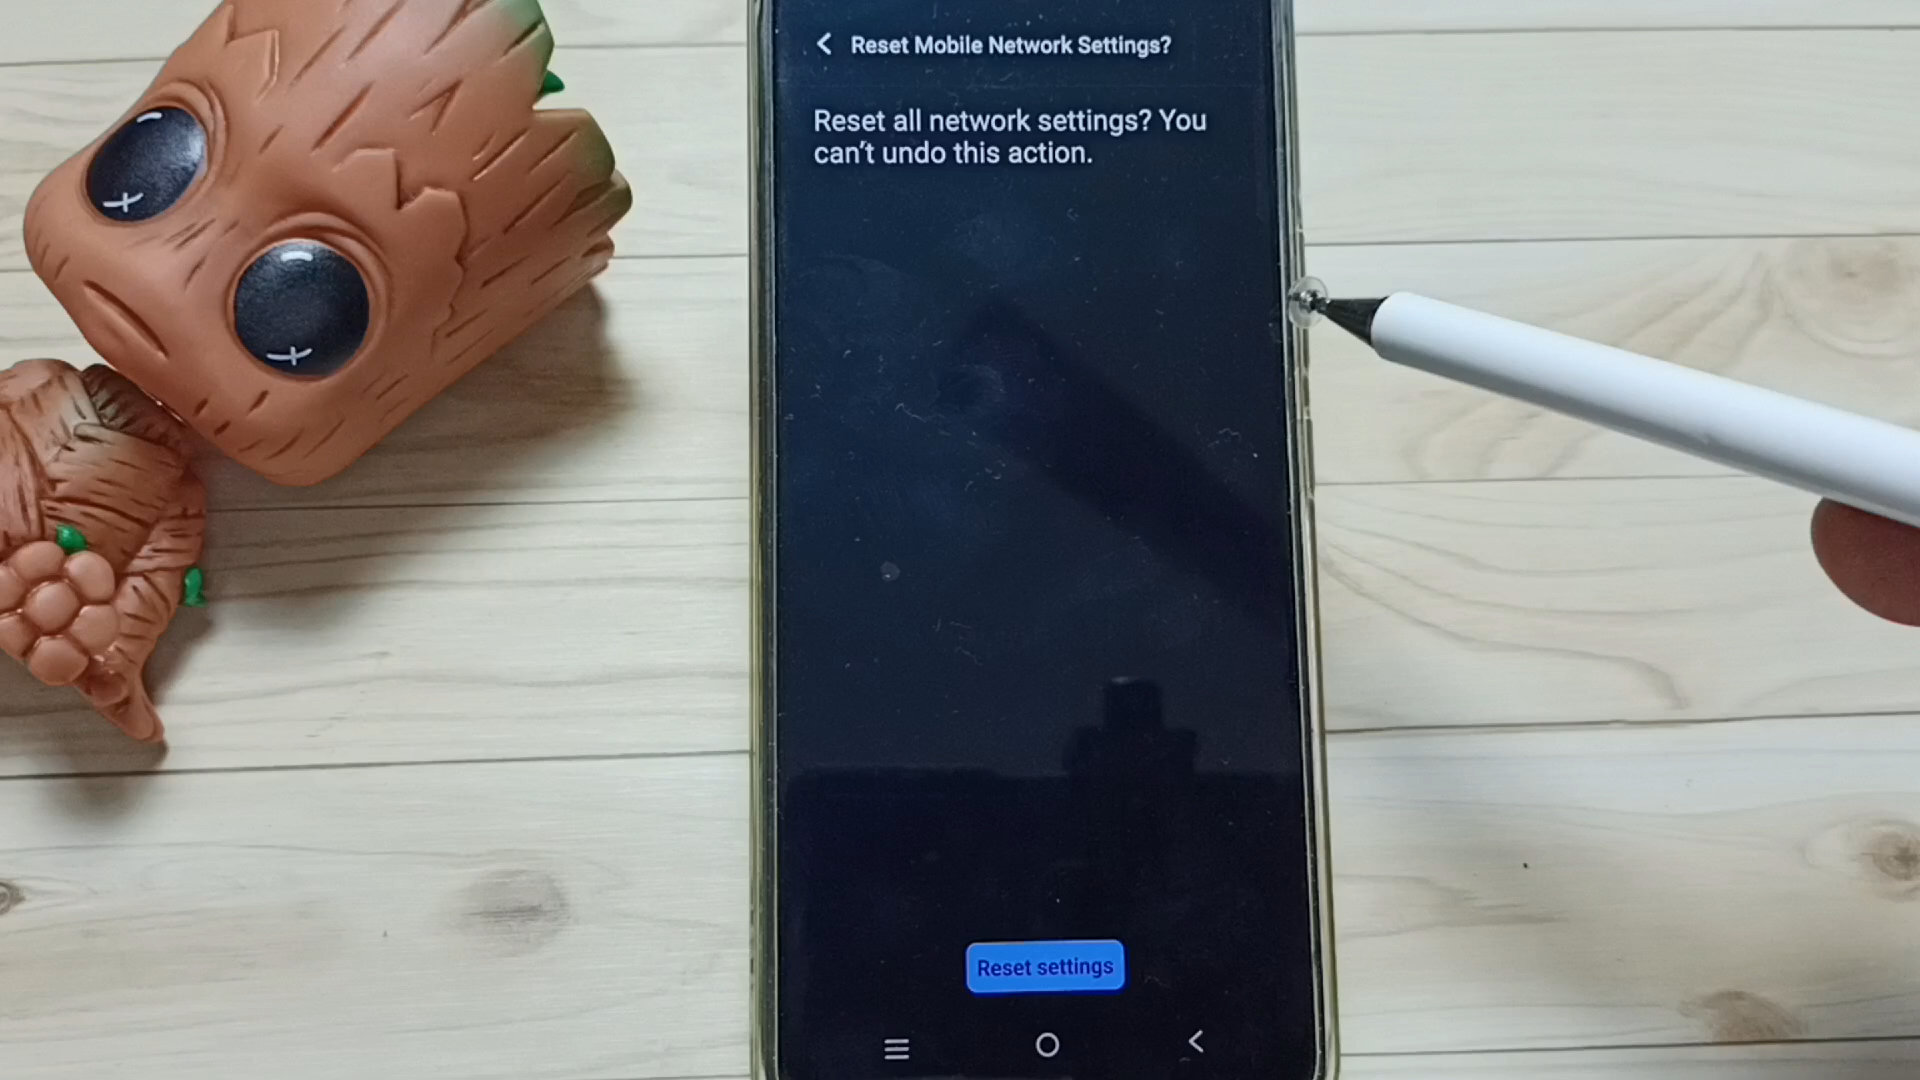 Reset Mobile Network Settings?
Reset all network settings? You
can't undo this action.
Reset settings